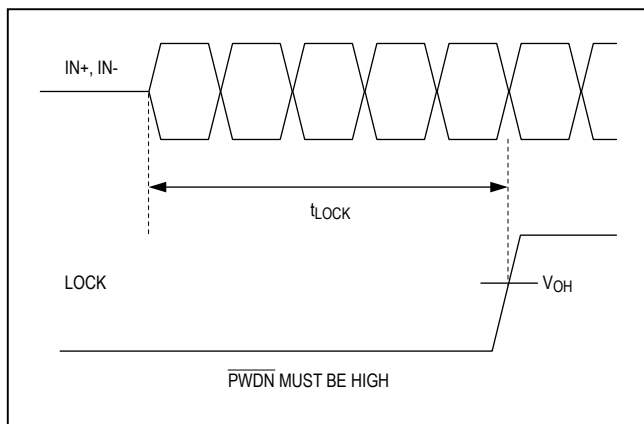 IN+, IN-
tLOCK
LOCK
VOH
PWDN MUST BE HIGH